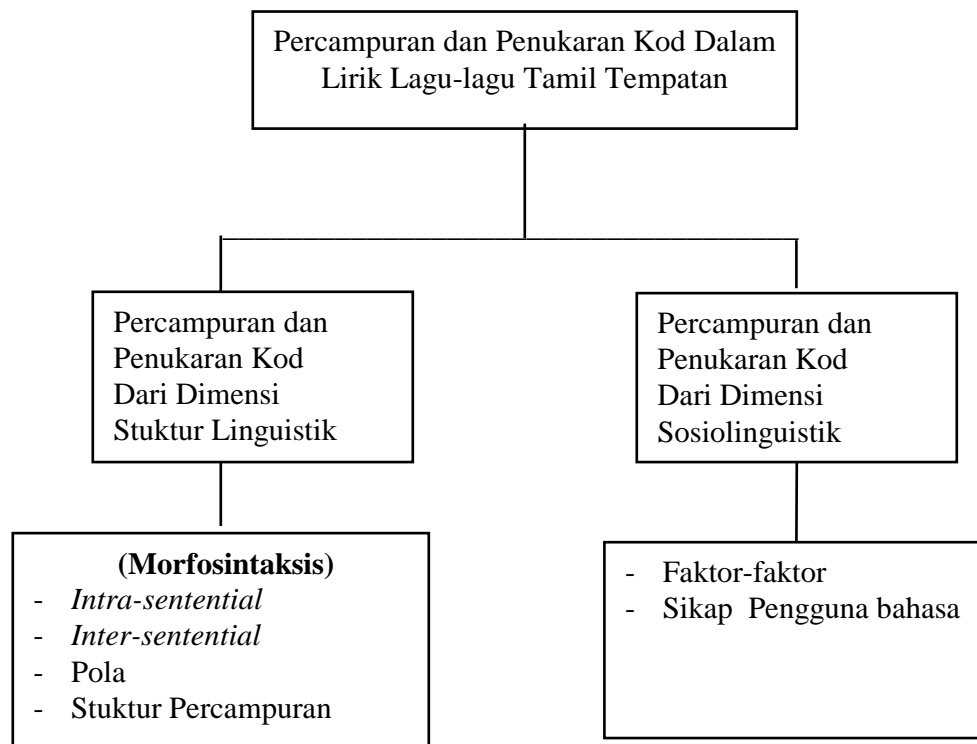 Percampuran dan Penukaran Kod Dalam
Lirik Lagu-lagu Tamil Tempatan
Percampuran dan
Penukaran Kod
Dari Dimensi
Stuktur Linguistik
Percampuran dan
Penukaran Kod
Dari Dimensi
Sosiolinguistik
(Morfosintaksis)
- Intra-sentential
- Inter-sentential
- Pola
- Stuktur Percampuran
- Faktor-faktor
- Sikap Pengguna bahasa